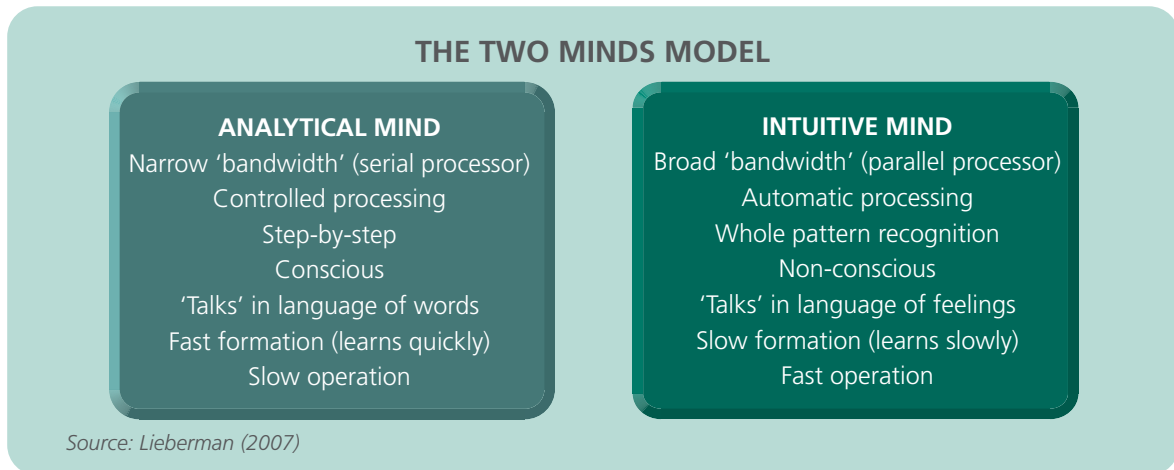 THE TWO MINDS MODEL
ANALYTICAL MIND
Narrow ‘bandwidth’ (serial processor)
Controlled processing
Step-by-step
Conscious
‘Talks’ in language of words
Fast formation (learns quickly)
Slow operation
INTUITIVE MIND
Broad ‘bandwidth’ (parallel processor)
Automatic processing
Whole pattern recognition
Non-conscious
‘Talks’ in language of feelings
Slow formation (learns slowly)
Fast operation
Source: Lieberman (2007)